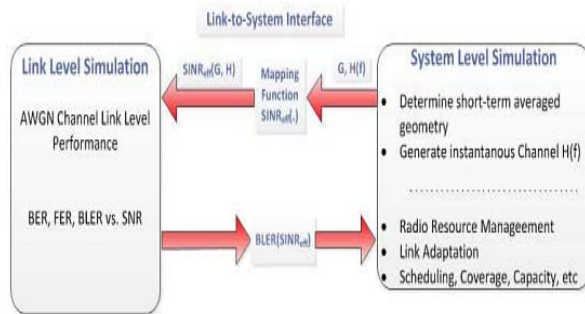 Link-to-System Interface
Link Level Simulation
AWGN Channel Link Level
Performance
BER, FER, BLER vs. SNR
SINReff(G, H)
Mapping
Function
SINReff(.)
G, H(f)
BLER(SINReff)
System Level Simulation
• Determine short-term averaged
geometry
• Generate instantanous Channel H(f)
• Radio Resource Manageement
• Link Adaptation
• Scheduling, Coverage, Capacity, etc